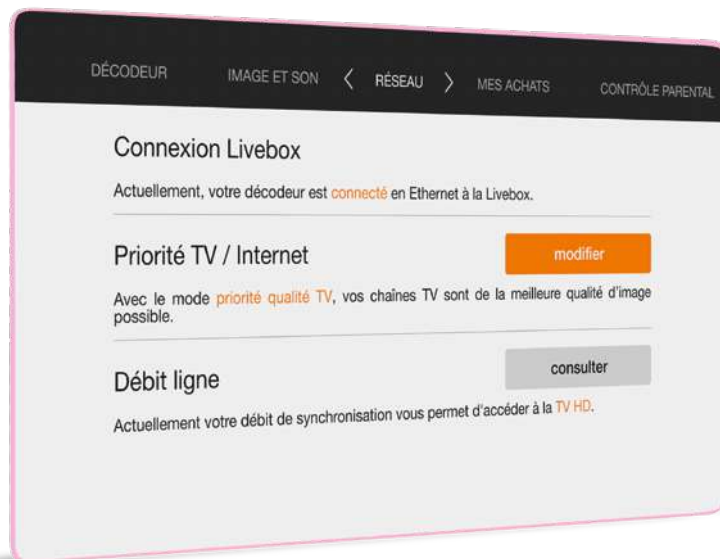 DÉCODEUR IMAGE ET SON < RÉSEAU > MES ACHATS CONTRÔLE PARENTAL
Connexion Livebox
Actuellement, votre décodeur est connecté en Ethernet à la Livebox.
Priorité TV / Internet modifier
Avec le mode priorité qualité TV, vos chaînes TV sont de la meilleure qualité d'image
possible.
Débit ligne consulter
Actuellement votre débit de synchronisation vous permet d'accéder à la TV HD.